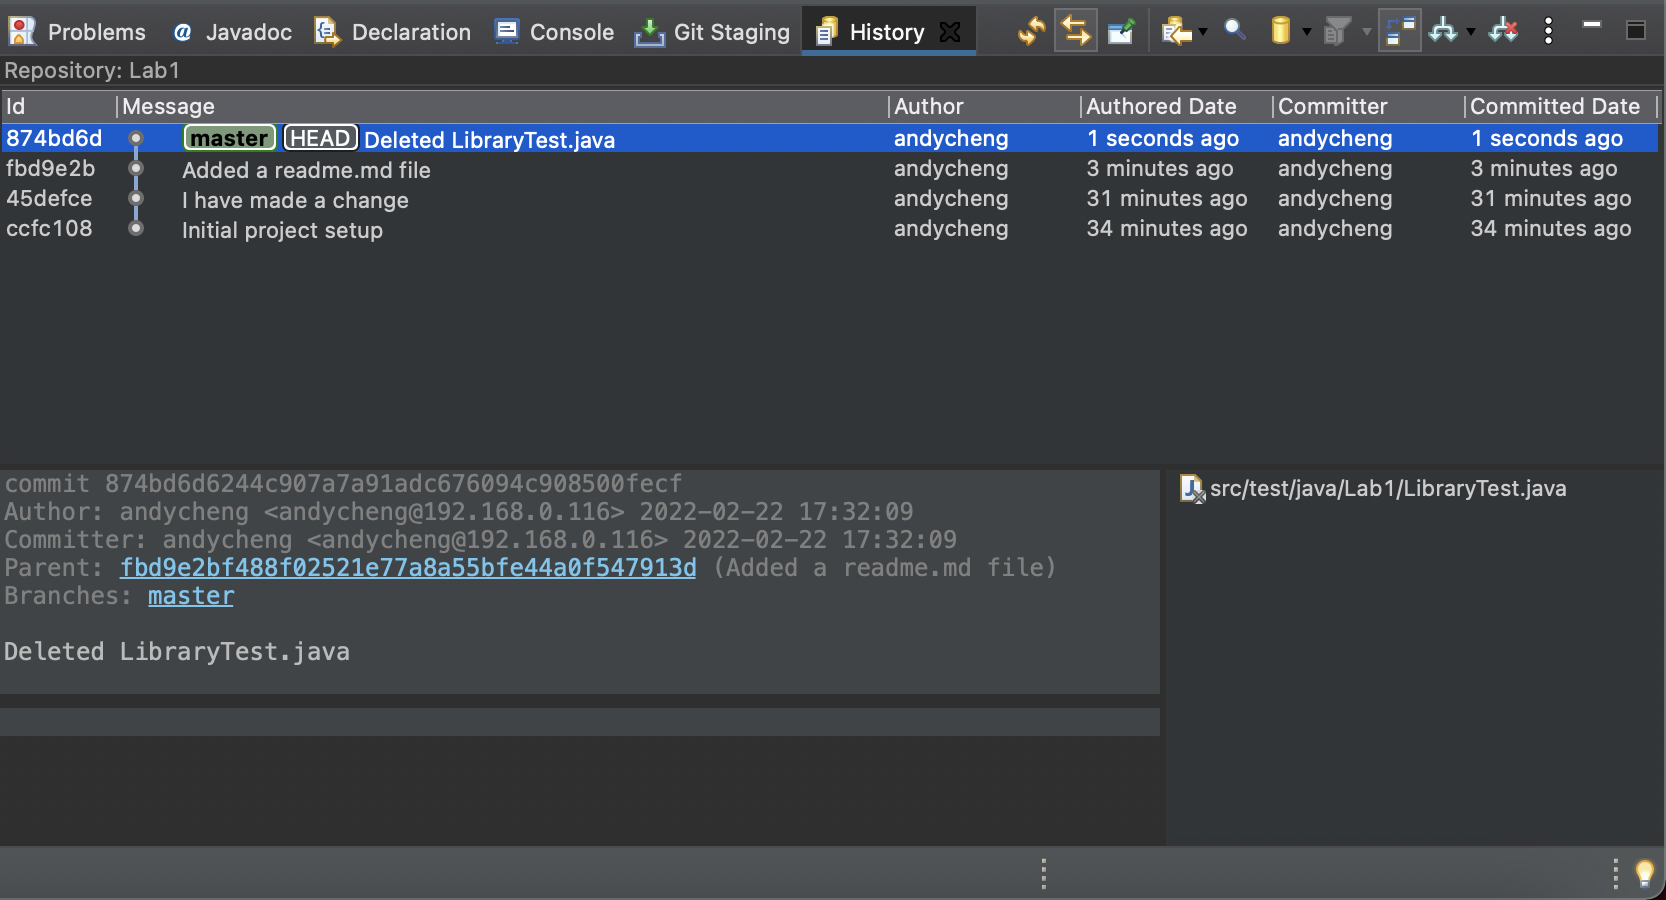 Problems @ Javadoc Declaration Console Git Staging History
Repository: Lab1
Id Message Author Authored Date Committer Committed Date
874bd6d master HEAD Deleted LibraryTest.java andycheng 1 seconds ago andycheng 1 seconds ago
fbd9e2b Added a readme.md file andycheng 3 minutes ago andycheng 3 minutes ago
45defce I have made a change andycheng 31 minutes ago andycheng 31 minutes ago
ccfc108 Initial project setup andycheng 34 minutes ago andycheng 34 minutes ago
commit 874bd6d6244c907a7a91adc676094c908500fecf
Author: andycheng <andycheng@192.168.0.116> 2022-02-22 17:32:09
Committer: andycheng <andycheng@192.168.0.116> 2022-02-22 17:32:09
Parent: fbd9e2bf488f02521e77a8a55bfe44a0f547913d (Added a readme.md file)
Branches: master
Deleted LibraryTest.java
src/test/java/Lab1/LibraryTest.java